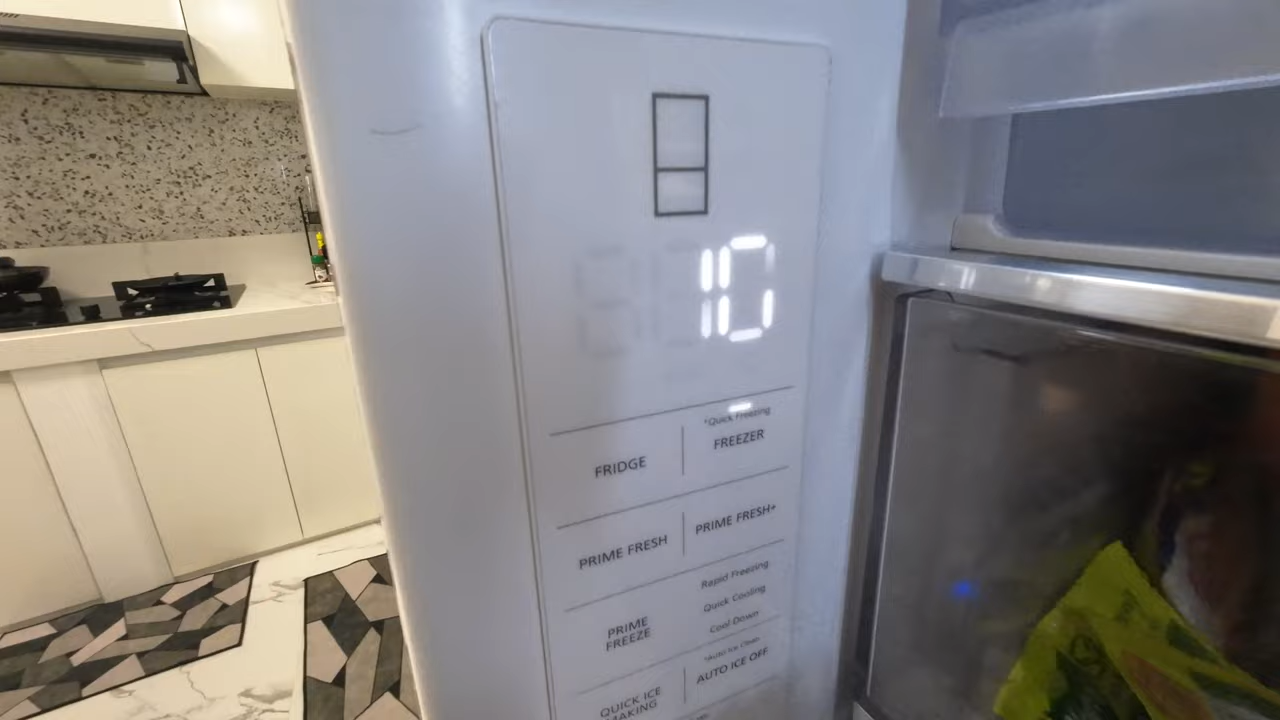 10
*Quick Freezing
FRIDGE
FREEZER
PRIME FRESH
PRIME FRESH+
Rapid Freezing
Quick Cooling
Cool Down
PRIME
FREEZE
*Auto Ice Clean
AUTO ICE OFF
QUICK ICE
MAKING